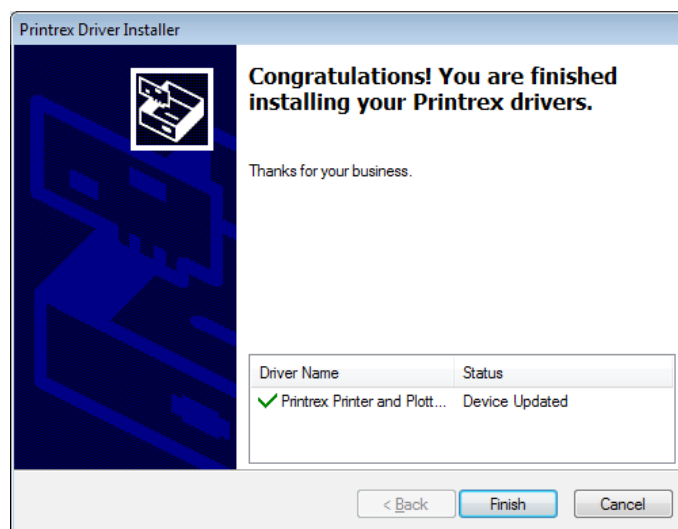 Printrex Driver Installer
Congratulations! You are finished
installing your Printrex drivers.
Thanks for your business.
Driver Name Status
Printrex Printer and Plott... Device Updated
< Back Finish Cancel